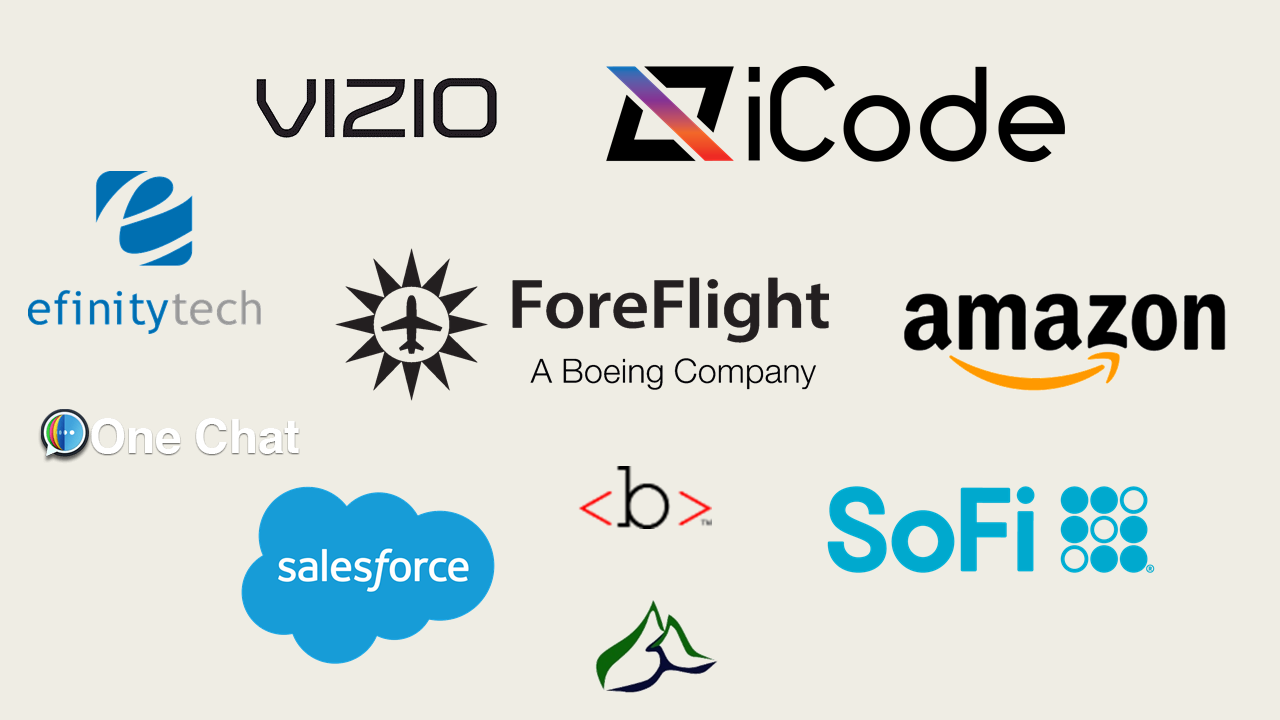 VIZIO
iCode
efinitytech
ForeFlight
A Boeing Company
amazon
One Chat
<b>™
salesforce
SoFi®